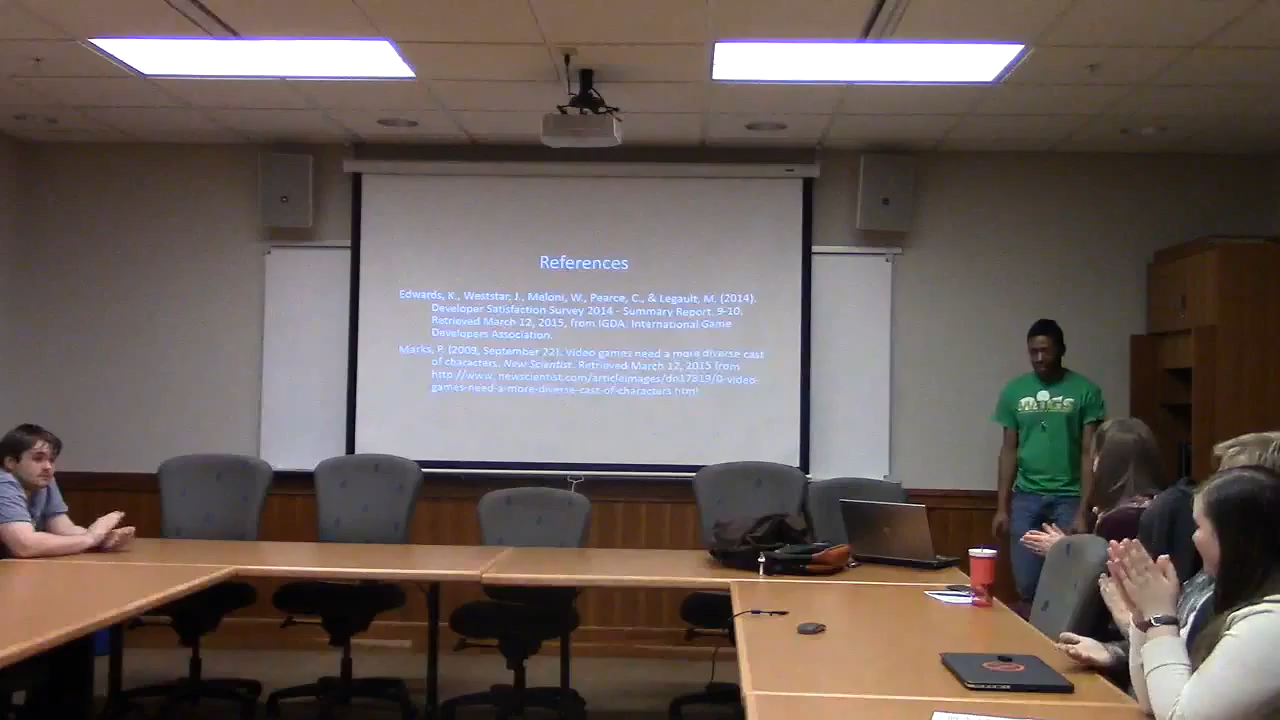 References
Edwards, K., Weststar, J., Meloni, W., Pearce, C., & Legault, M. (2014).
Developer Satisfaction Survey 2014 - Summary Report. 9-10.
Retrieved March 12, 2015, from IGDA: International Game
Developers Association.
Marks, P. (2009, September 22). Video games need a more diverse cast
of characters. New Scientist. Retrieved March 12, 2015 from
http://www.newscientist.com/articleimages/dn17819/0-video-
games-need-a-more-diverse-cast-of-characters.html